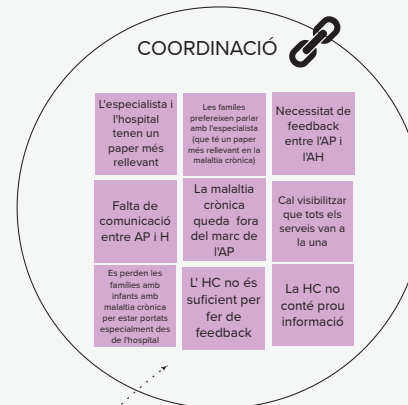 COORDINACIÓ
L'especialista i
l'hospital
tenen un
paper més
rellevant
Les famíles
prefereixen parlar
amb l'especialista
(que té un paper
més rellevant en la
malaltia crònica)
Necessitat de
feedback
entre l'AP i
l'AH
Falta de
comunicació
entre AP i H
La malaltia
crònica
queda fora
del marc de
l'AP
Cal visibilitzar
que tots els
serveis van a
la una
Es perden les
famílies amb
infants amb
malaltia crònica
per estar portats
especialment des
de l'hospital
L' HC no és
suficient per
fer de
feedback
La HC no
conté prou
informació